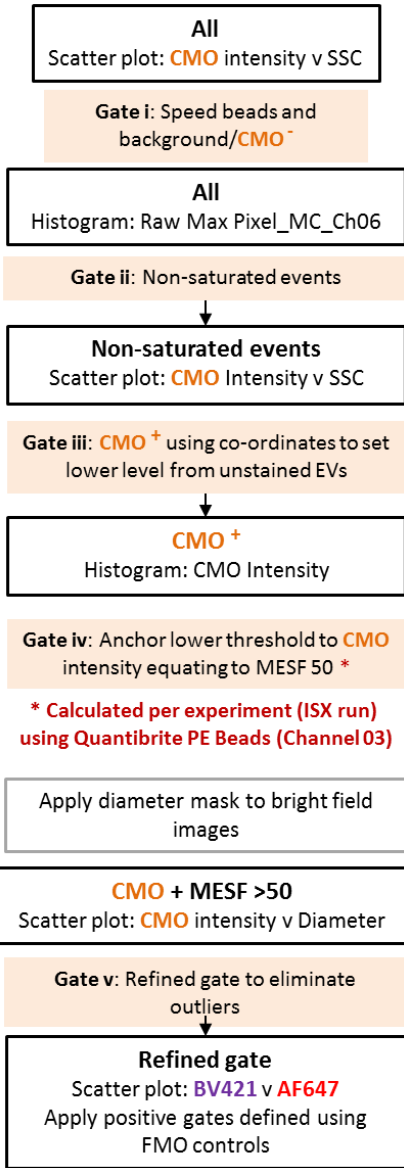 All
Scatter plot: CMO intensity v SSC
Gate i: Speed beads and
background/CMO⁻
All
Histogram: Raw Max Pixel_MC_Ch06
Gate ii: Non-saturated events
Non-saturated events
Scatter plot: CMO Intensity v SSC
Gate iii: CMO⁺ using co-ordinates to set
lower level from unstained EVs
CMO⁺
Histogram: CMO Intensity
Gate iv: Anchor lower threshold to CMO
intensity equating to MESF 50 *
* Calculated per experiment (ISX run)
using Quantibrite PE Beads (Channel 03)
Apply diameter mask to bright field
images
CMO + MESF >50
Scatter plot: CMO intensity v Diameter
Gate v: Refined gate to eliminate
outliers
Refined gate
Scatter plot: BV421 v AF647
Apply positive gates defined using
FMO controls